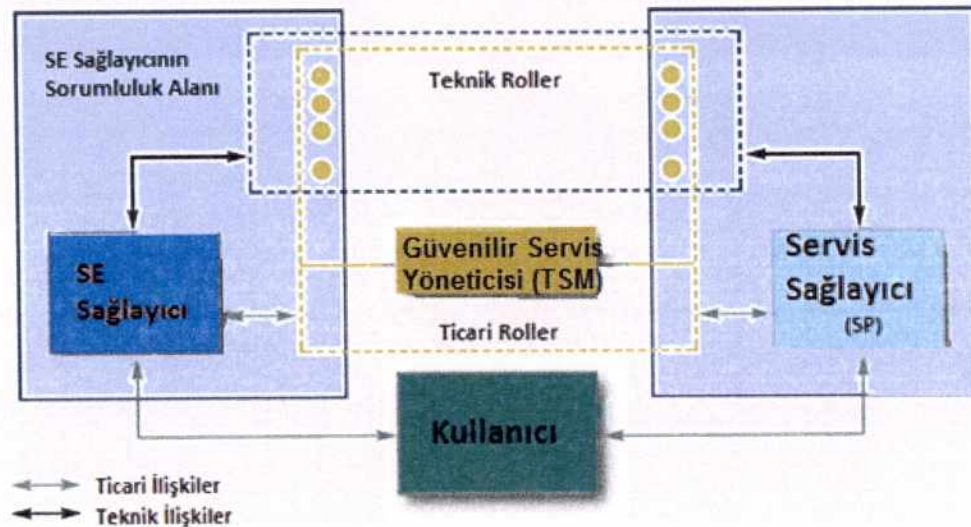 SE Sağlayıcının
Sorumluluk Alanı
Teknik Roller
SE
Sağlayıcı
Güvenilir Servis
Yöneticisi (TSM)
Servis
Sağlayıcı
(SP)
Ticari Roller
Kullanıcı
Ticari İlişkiler
Teknik İlişkiler